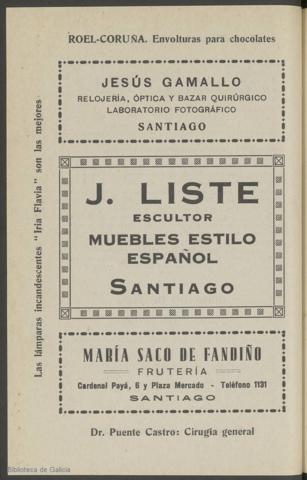 ROEL-CORUÑA. Envolturas para chocolates
JESÚS GAMALLO
RELOJERÍA, ÓPTICA Y BAZAR QUIRÚRGICO
LABORATORIO FOTOGRÁFICO
SANTIAGO
Las lámparas incandescentes "Iria Flavia" son las mejores
J. LISTE
ESCULTOR
MUEBLES ESTILO
ESPAÑOL
SANTIAGO
MARÍA SACO DE FANDIÑO
FRUTERÍA
Cardenal Payá, 6 y Plaza Mercado - Teléfono 1131
SANTIAGO
Dr. Puente Castro: Cirugía general
Biblioteca de Galicia